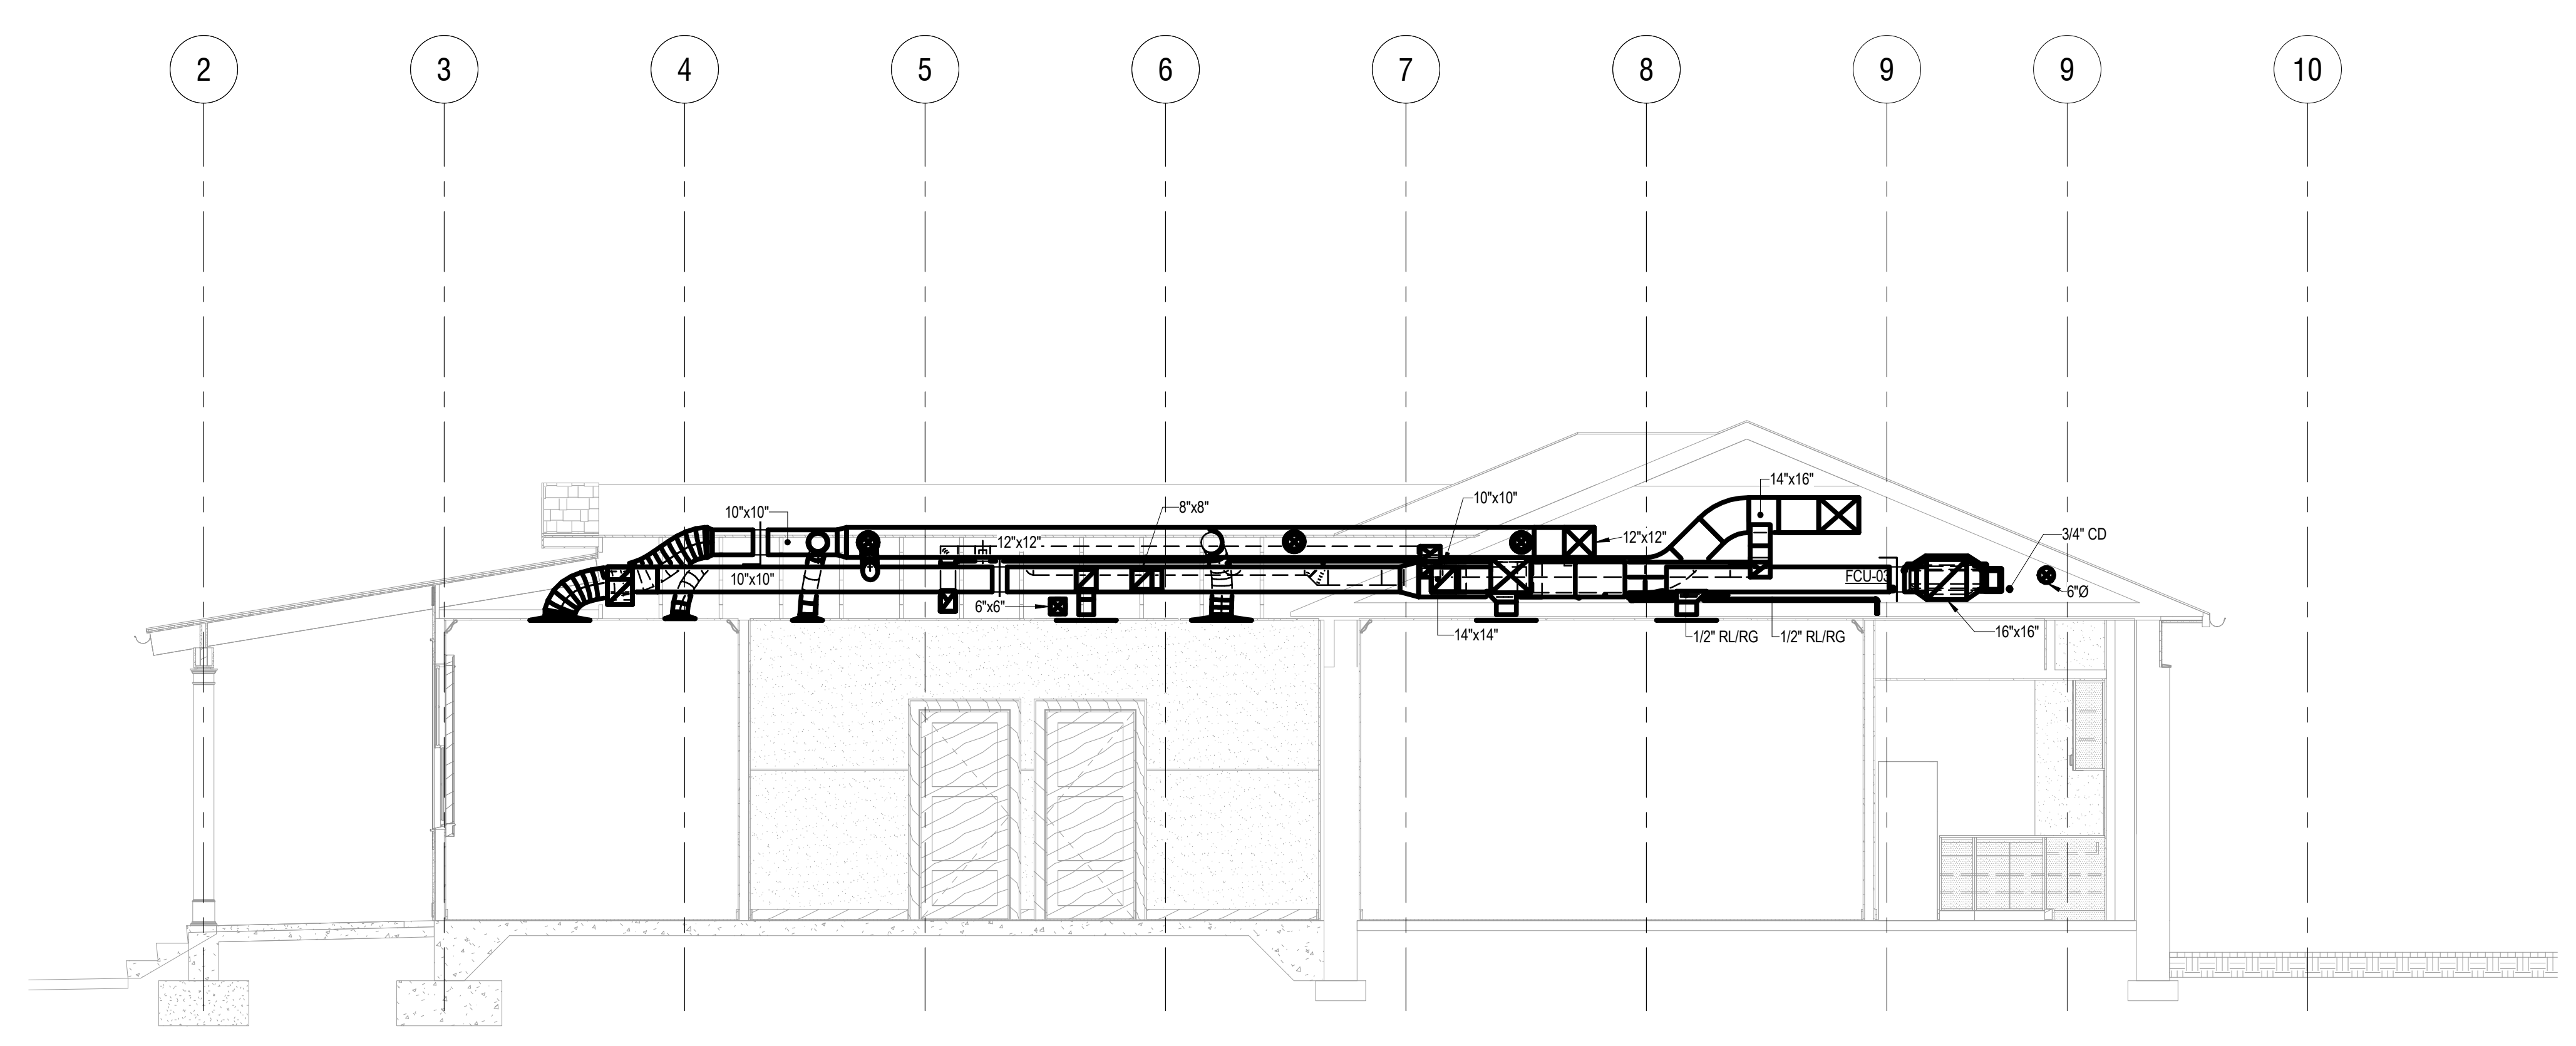 2
3
4
5
6
7
8
9
9
10
14"x16"
10"x10"
8"x8"
10"x10"
3/4" CD
12"x12"
12"x12"
10"x10"
FCU-03
6"Ø
6"x6"
14"x14"
1/2" RL/RG
1/2" RL/RG
16"x16"